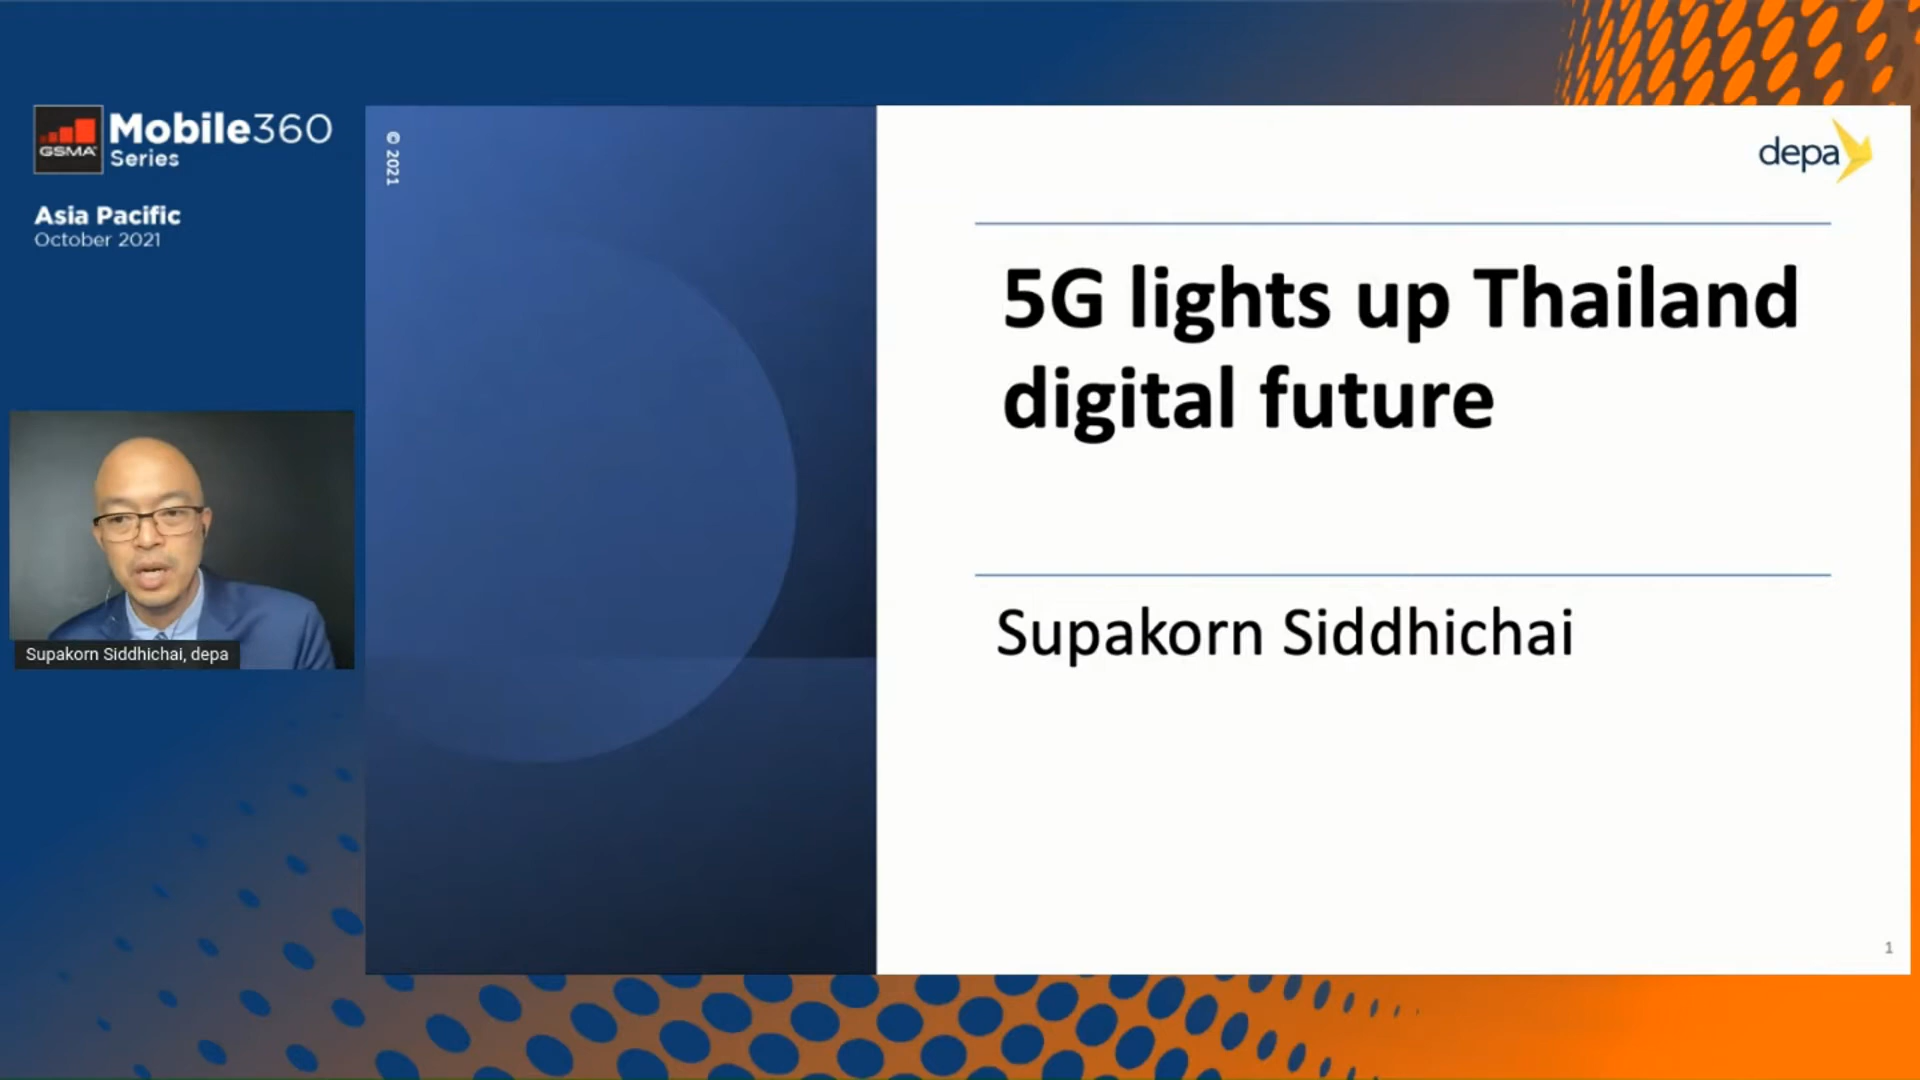 GSMA
Mobile360
Series
Asia Pacific
October 2021
Supakorn Siddhichai, depa
© 2021
depa
5G lights up Thailand
digital future
Supakorn Siddhichai
1